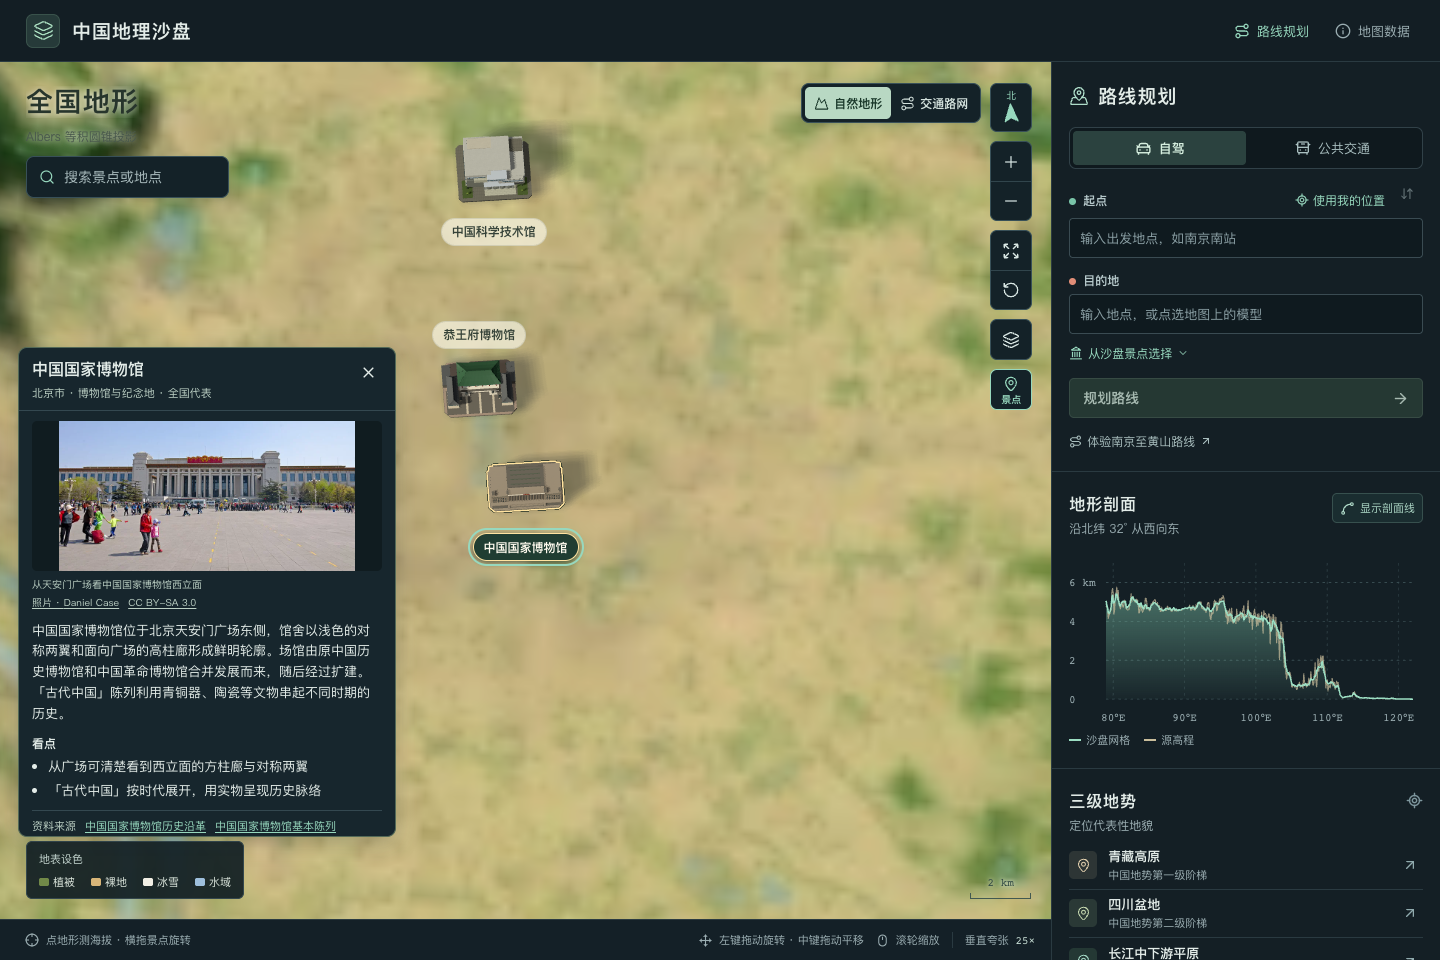 中国地理沙盘
路线规划
地图数据
全国地形
Albers 等积圆锥投影
搜索景点或地点
自然地形
交通路网
北
景点
中国科学技术馆
恭王府博物馆
中国国家博物馆
中国国家博物馆
北京市 · 博物馆与纪念地 · 全国代表
从天安门广场看中国国家博物馆西立面
照片 · Daniel Case CC BY-SA 3.0
中国国家博物馆位于北京天安门广场东侧，馆舍以浅色的对
称两翼和面向广场的高柱廊形成鲜明轮廓。场馆由原中国历
史博物馆和中国革命博物馆合并发展而来，随后经过扩建。
「古代中国」陈列利用青铜器、陶瓷等文物串起不同时期的
历史。
看点
从广场可清楚看到西立面的方柱廊与对称两翼
「古代中国」按时代展开，用实物呈现历史脉络
资料来源 中国国家博物馆历史沿革 中国国家博物馆基本陈列
地表设色
植被 裸地 冰雪 水域
2 km
点地形测海拔 · 横拖景点旋转
左键拖动旋转 · 中键拖动平移
滚轮缩放
垂直夸张 25×
路线规划
自驾
公共交通
起点
使用我的位置
输入出发地点，如南京南站
目的地
输入地点，或点选地图上的模型
从沙盘景点选择
规划路线
体验南京至黄山路线
地形剖面
沿北纬 32° 从西向东
显示剖面线
6 km
4
2
0
80°E 90°E 100°E 110°E 120°E
沙盘网格 源高程
三级地势
定位代表性地貌
青藏高原
中国地势第一级阶梯
四川盆地
中国地势第二级阶梯
长江中下游平原